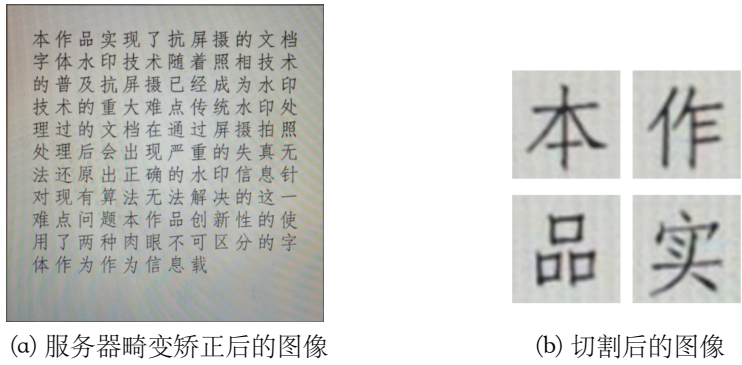 本作品实现了抗屏摄的文档
字体水印技术随着照相技术
的普及抗屏摄已经成为水印
技术的重大难点传统水印处
理过的文档在通过屏摄拍照
处理后会出现严重的失真无
法还原出正确的水印信息针
对现有算法无法解决的这一
难点问题本作品创新性的使
用了两种肉眼不可区分的字
体作为作为信息载
(a) 服务器畸变矫正后的图像
本 作
品 实
(b) 切割后的图像